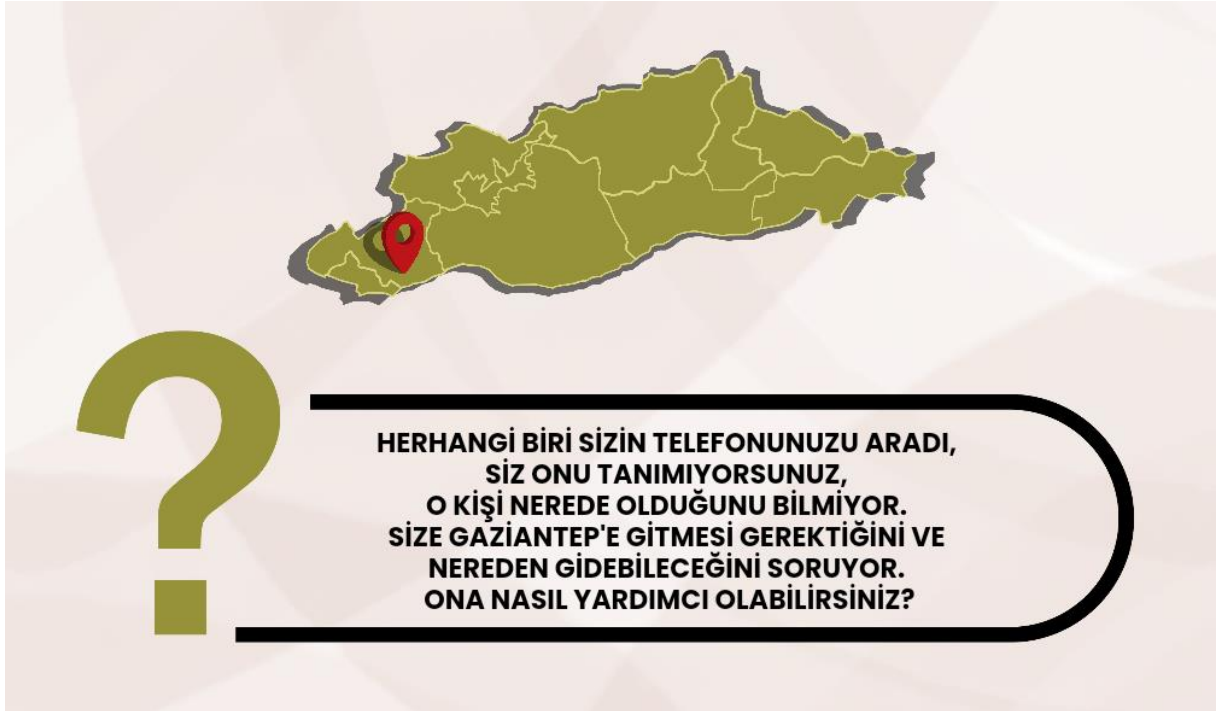 ?
HERHANGİ BİRİ SİZİN TELEFONUNUZU ARADI,
SİZ ONU TANIMIYORSUNUZ,
O KİŞİ NEREDE OLDUĞUNU BİLMİYOR.
SİZE GAZİANTEP'E GİTMESİ GEREKTİĞİNİ VE
NEREDEN GİDEBİLECEĞİNİ SORUYOR.
ONA NASIL YARDIMCI OLABİLİRSİNİZ?